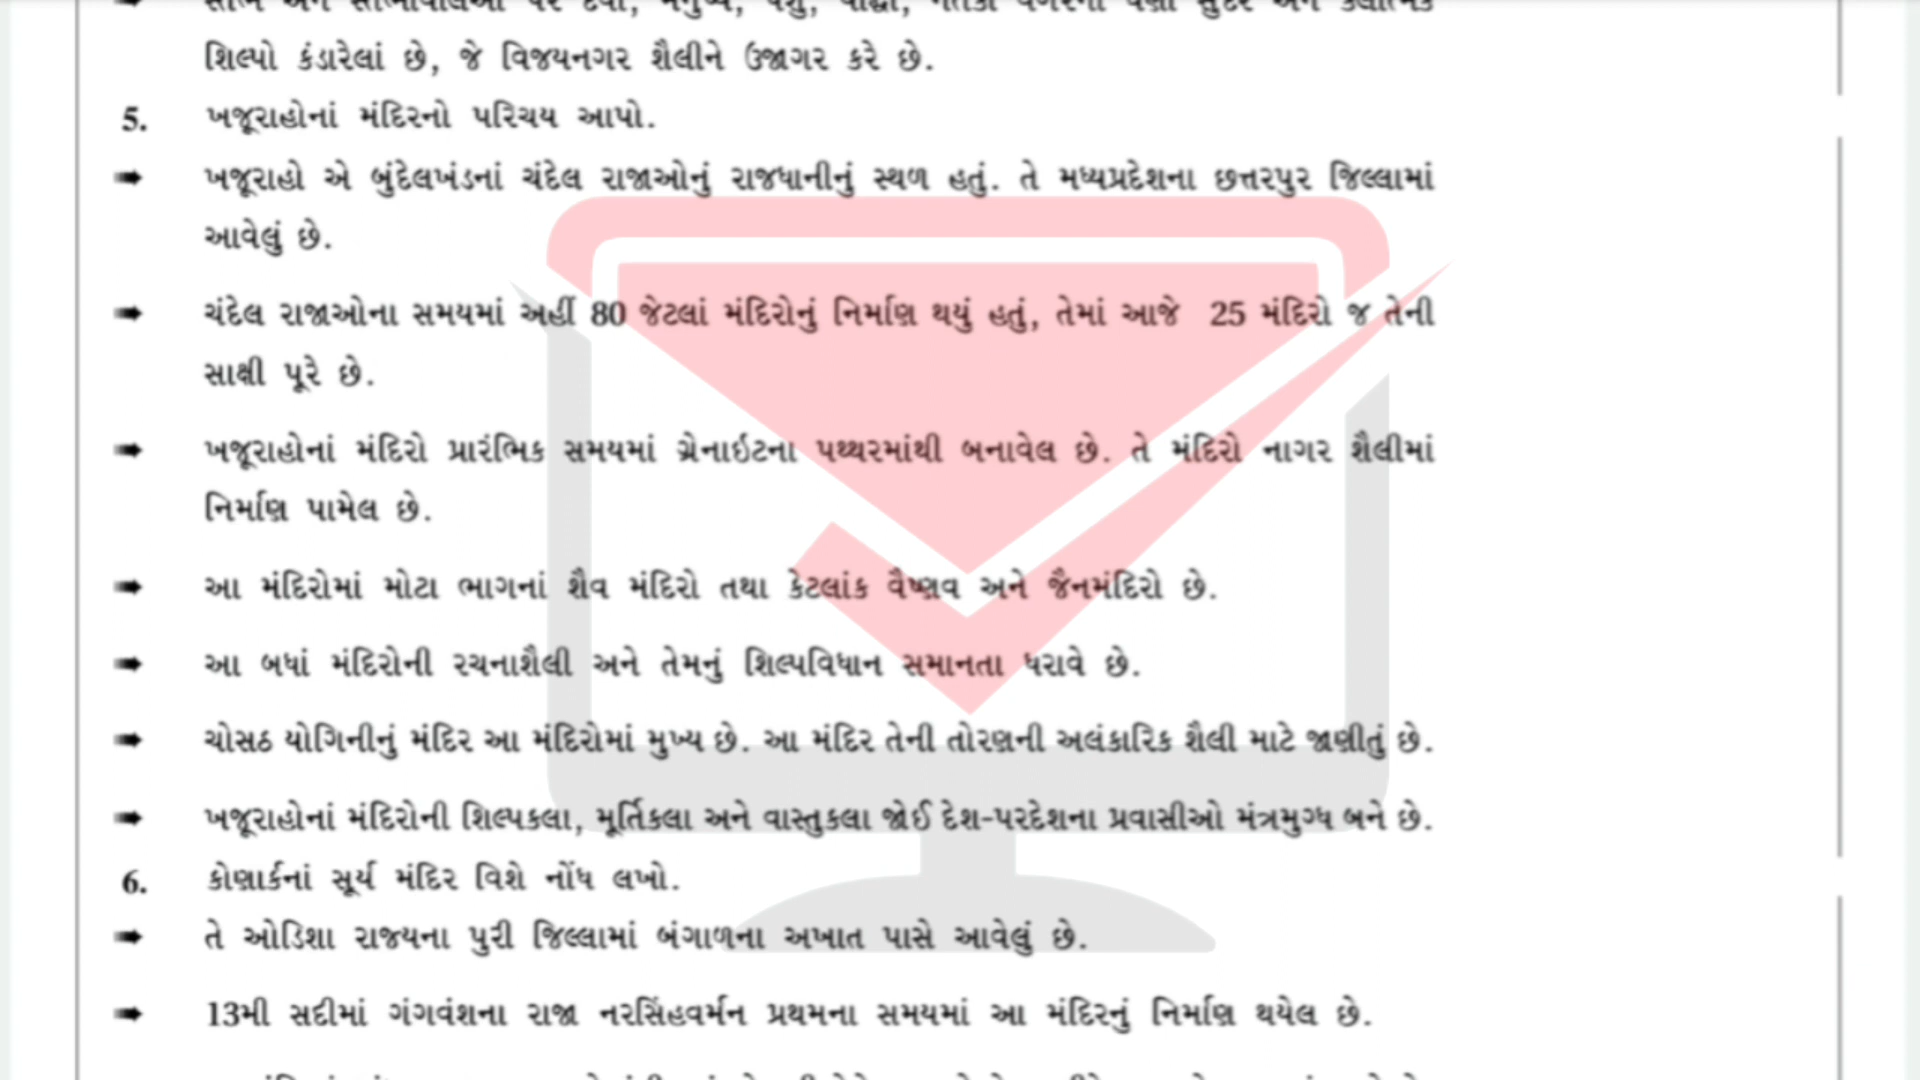 શિલ્પો કંડારેલાં છે, જે વિજયનગર શૈલીને ઉજાગર કરે છે.
5. ખજૂરાહોનાં મંદિરનો પરિચય આપો.
➡ ખજૂરાહો એ બુંદેલખંડનાં ચંદેલ રાજાઓનું રાજધાનીનું સ્થળ હતું. તે મધ્યપ્રદેશના છત્તરપુર જિલ્લામાં
આવેલું છે.
➡ ચંદેલ રાજાઓના સમયમાં અહીં 80 જેટલાં મંદિરોનું નિર્માણ થયું હતું, તેમાં આજે 25 મંદિરો જ તેની
સાક્ષી પૂરે છે.
➡ ખજૂરાહોનાં મંદિરો પ્રારંભિક સમયમાં ગ્રેનાઇટના પથ્થરમાંથી બનાવેલ છે. તે મંદિરો નાગર શૈલીમાં
નિર્માણ પામેલ છે.
➡ આ મંદિરોમાં મોટા ભાગનાં શૈવ મંદિરો તથા કેટલાંક વૈષ્ણવ અને જૈનમંદિરો છે.
➡ આ બધાં મંદિરોની રચનાશૈલી અને તેમનું શિલ્પવિધાન સમાનતા ધરાવે છે.
➡ ચોસઠ યોગિનીનું મંદિર આ મંદિરોમાં મુખ્ય છે. આ મંદિર તેની તોરણની અલંકારિક શૈલી માટે જાણીતું છે.
➡ ખજૂરાહોનાં મંદિરોની શિલ્પકલા, મૂર્તિકલા અને વાસ્તુકલા જોઈ દેશ-પરદેશના પ્રવાસીઓ મંત્રમુગ્ધ બને છે.
6. કોણાર્કનાં સૂર્ય મંદિર વિશે નોંધ લખો.
➡ તે ઓડિશા રાજ્યના પુરી જિલ્લામાં બંગાળના અખાત પાસે આવેલું છે.
➡ 13મી સદીમાં ગંગવંશના રાજા નરસિંહવર્મન પ્રથમના સમયમાં આ મંદિરનું નિર્માણ થયેલ છે.